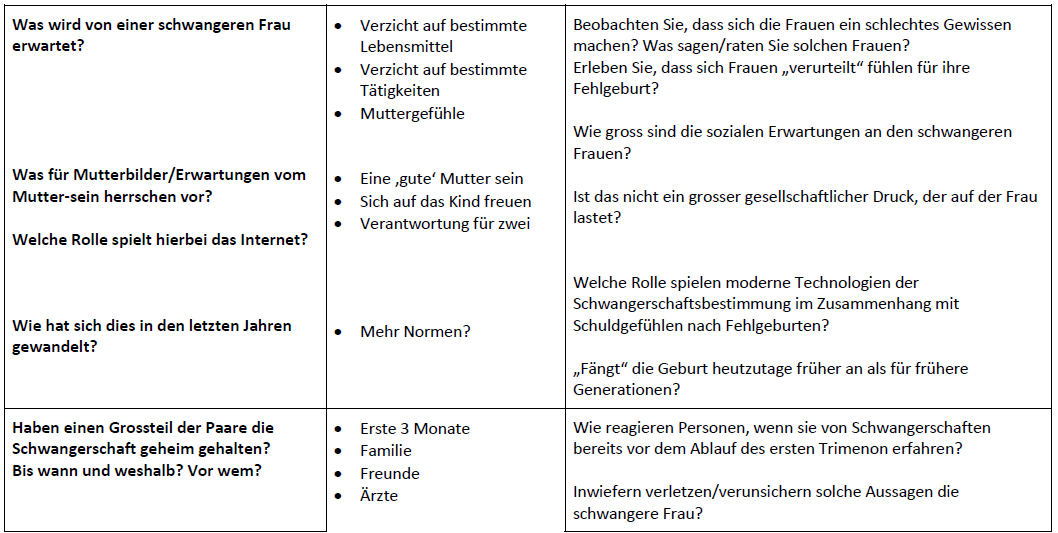 Was wird von einer schwangeren Frau
erwartet?
• Verzicht auf bestimmte
Lebensmittel
• Verzicht auf bestimmte
Tätigkeiten
• Muttergefühle
Beobachten Sie, dass sich die Frauen ein schlechtes Gewissen
machen? Was sagen/raten Sie solchen Frauen?
Erleben Sie, dass sich Frauen „verurteilt“ fühlen für ihre
Fehlgeburt?
Wie gross sind die sozialen Erwartungen an den schwangeren
Frauen?
Was für Mutterbilder/Erwartungen vom
Mutter-sein herrschen vor?
Welche Rolle spielt hierbei das Internet?
• Eine ‚gute‘ Mutter sein
• Sich auf das Kind freuen
• Verantwortung für zwei
Ist das nicht ein grosser gesellschaftlicher Druck, der auf der Frau
lastet?
Welche Rolle spielen moderne Technologien der
Schwangerschaftsbestimmung im Zusammenhang mit
Schuldgefühlen nach Fehlgeburten?
Wie hat sich dies in den letzten Jahren
gewandelt?
• Mehr Normen?
„Fängt“ die Geburt heutzutage früher an als für frühere
Generationen?
Haben einen Grossteil der Paare die
Schwangerschaft geheim gehalten?
Bis wann und weshalb? Vor wem?
• Erste 3 Monate
• Familie
• Freunde
• Ärzte
Wie reagieren Personen, wenn sie von Schwangerschaften
bereits vor dem Ablauf des ersten Trimenon erfahren?
Inwiefern verletzen/verunsichern solche Aussagen die
schwangere Frau?